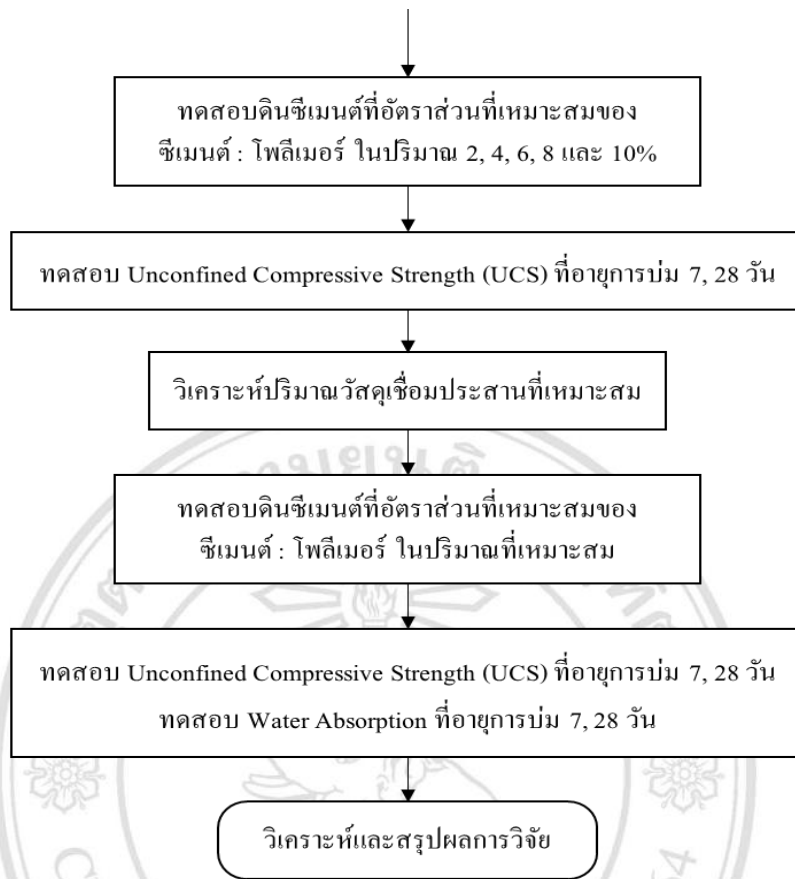 ทดสอบดินซีเมนต์ที่อัตราส่วนที่เหมาะสมของ
ซีเมนต์ : โพลีเมอร์ ในปริมาณ 2, 4, 6, 8 และ 10%
ทดสอบ Unconfined Compressive Strength (UCS) ที่อายุการบ่ม 7, 28 วัน
วิเคราะห์ปริมาณวัสดุเชื่อมประสานที่เหมาะสม
ทดสอบดินซีเมนต์ที่อัตราส่วนที่เหมาะสมของ
ซีเมนต์ : โพลีเมอร์ ในปริมาณที่เหมาะสม
ทดสอบ Unconfined Compressive Strength (UCS) ที่อายุการบ่ม 7, 28 วัน
ทดสอบ Water Absorption ที่อายุการบ่ม 7, 28 วัน
วิเคราะห์และสรุปผลการวิจัย